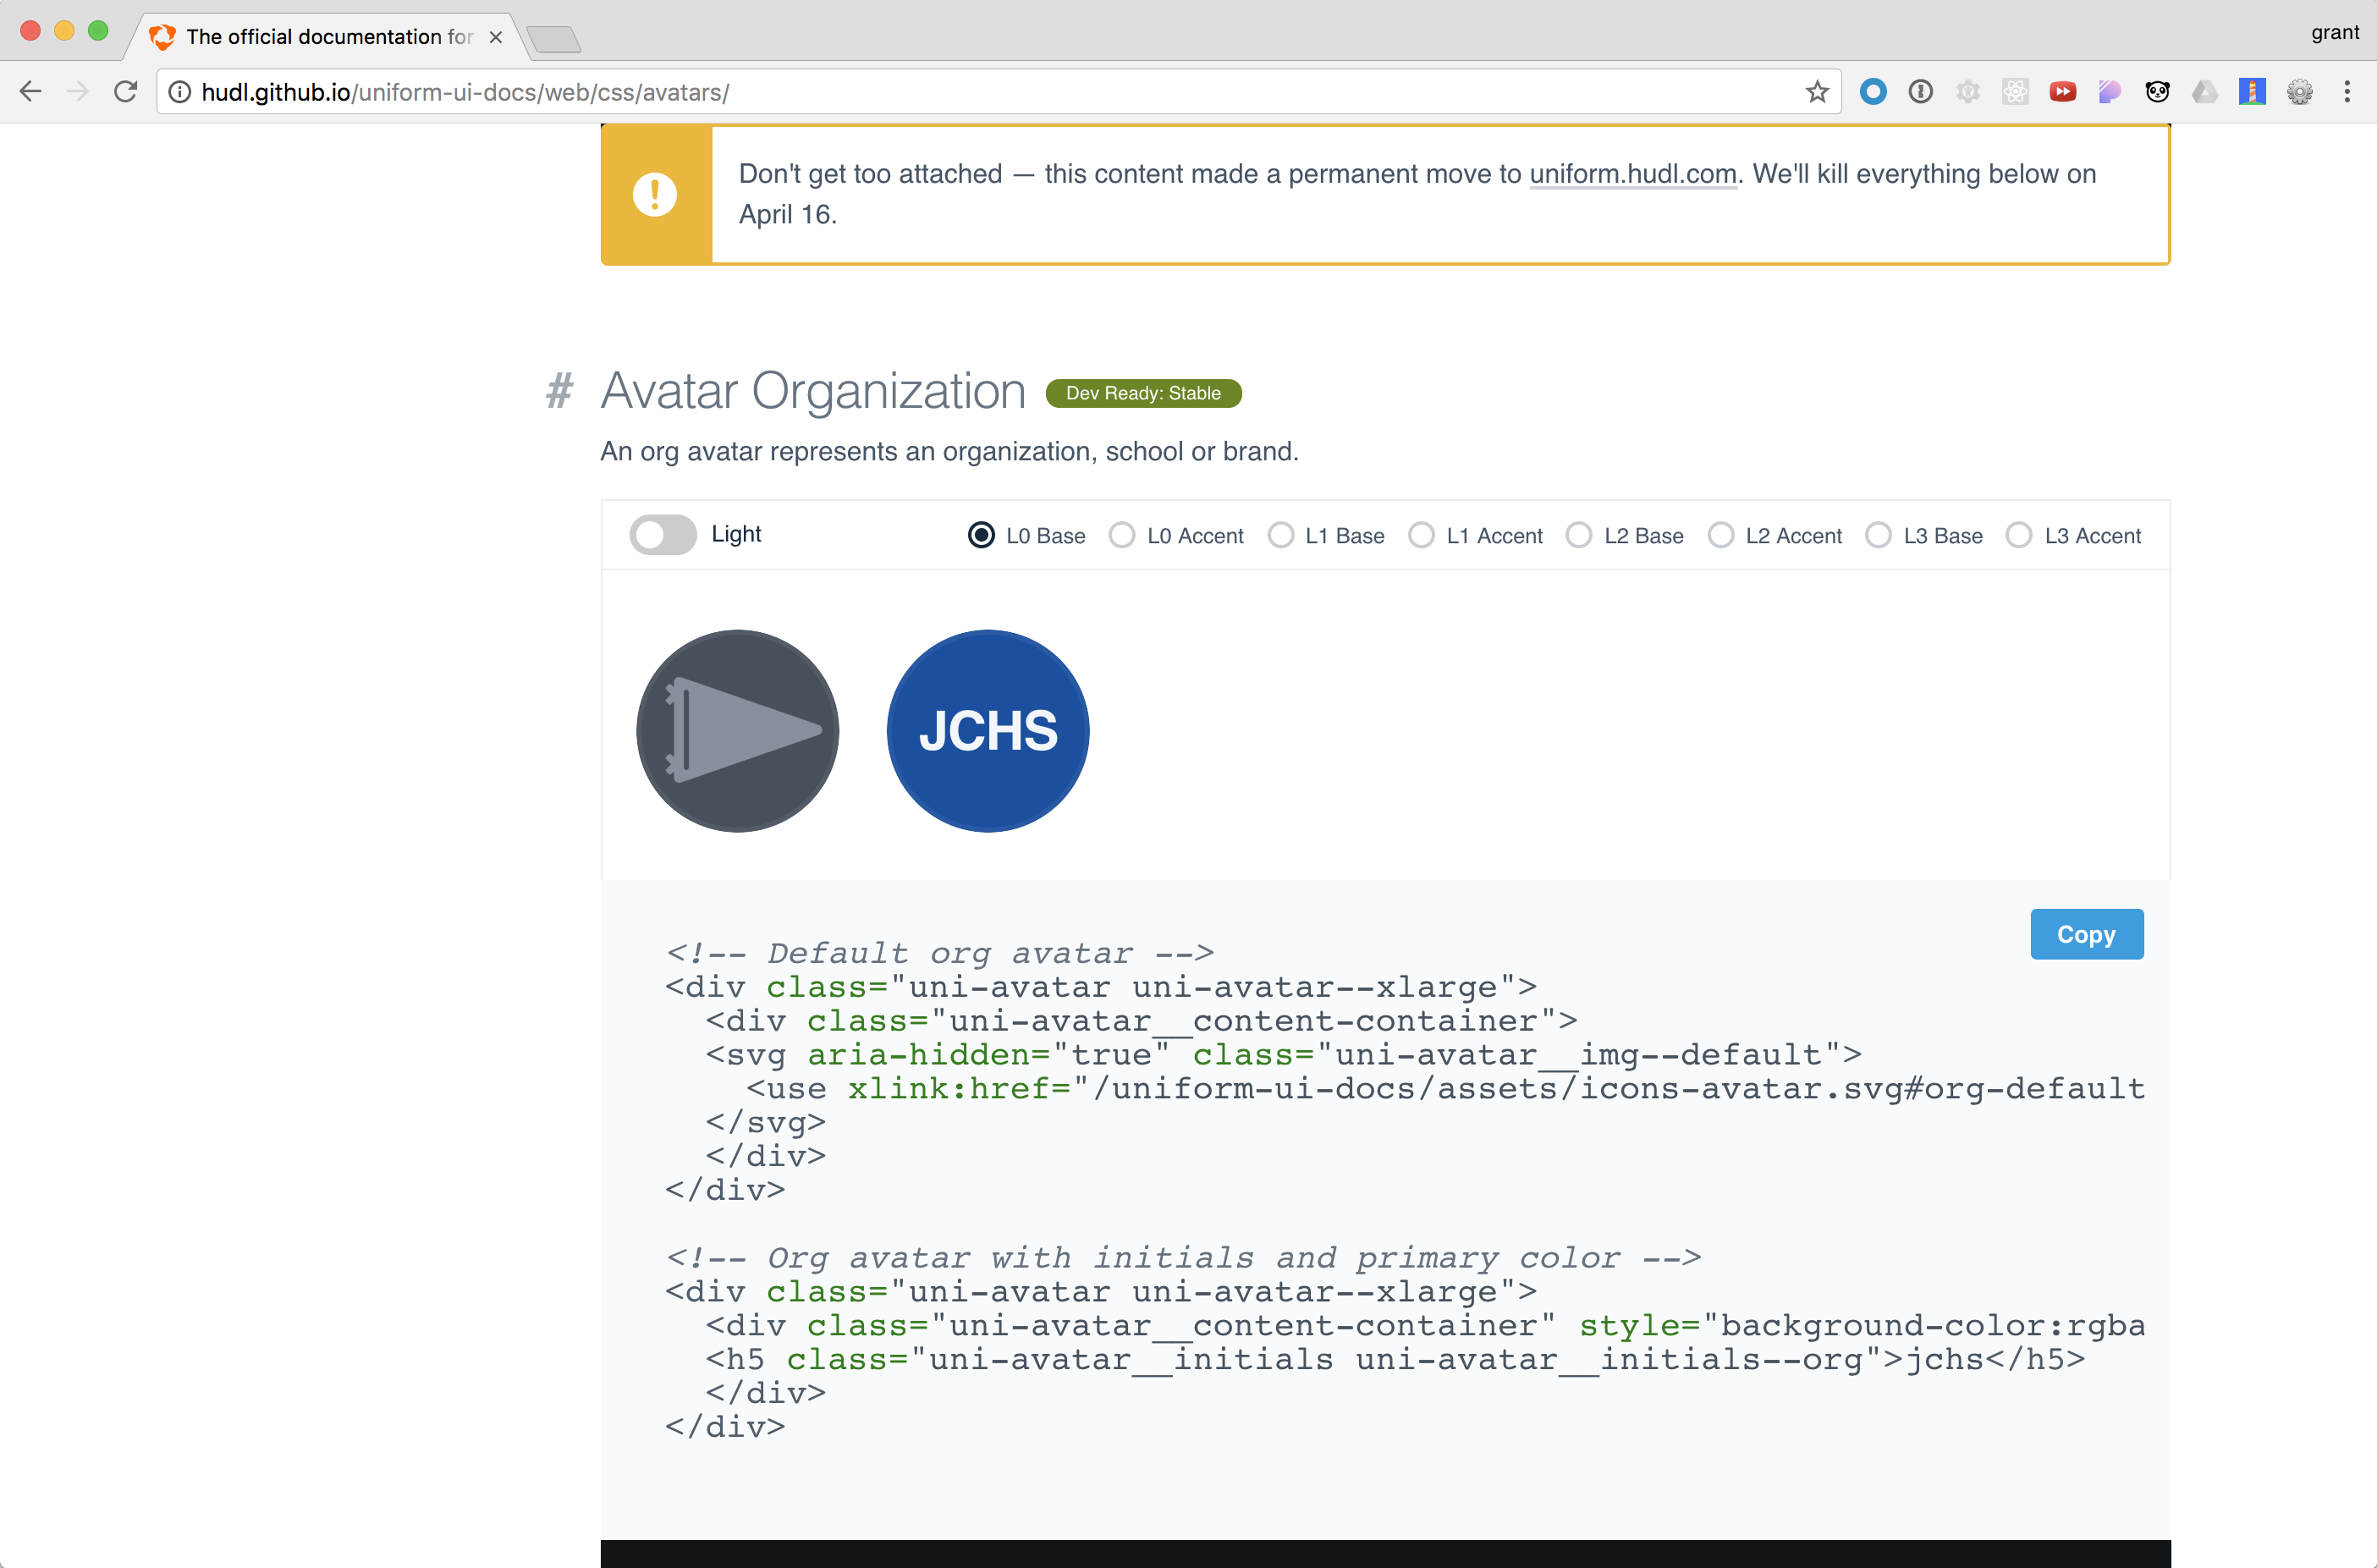 The official documentation for
grant
hudl.github.io/uniform-ui-docs/web/css/avatars/
Don't get too attached — this content made a permanent move to uniform.hudl.com. We'll kill everything below on
April 16.
# Avatar Organization Dev Ready: Stable
An org avatar represents an organization, school or brand.
Light L0 Base L0 Accent L1 Base L1 Accent L2 Base L2 Accent L3 Base L3 Accent
JCHS
Copy
<!-- Default org avatar -->
<div class="uni-avatar uni-avatar--xlarge">
  <div class="uni-avatar__content-container">
  <svg aria-hidden="true" class="uni-avatar__img--default">
    <use xlink:href="/uniform-ui-docs/assets/icons-avatar.svg#org-default
  </svg>
  </div>
</div>
<!-- Org avatar with initials and primary color -->
<div class="uni-avatar uni-avatar--xlarge">
  <div class="uni-avatar__content-container" style="background-color:rgba
  <h5 class="uni-avatar__initials uni-avatar__initials--org">jchs</h5>
  </div>
</div>